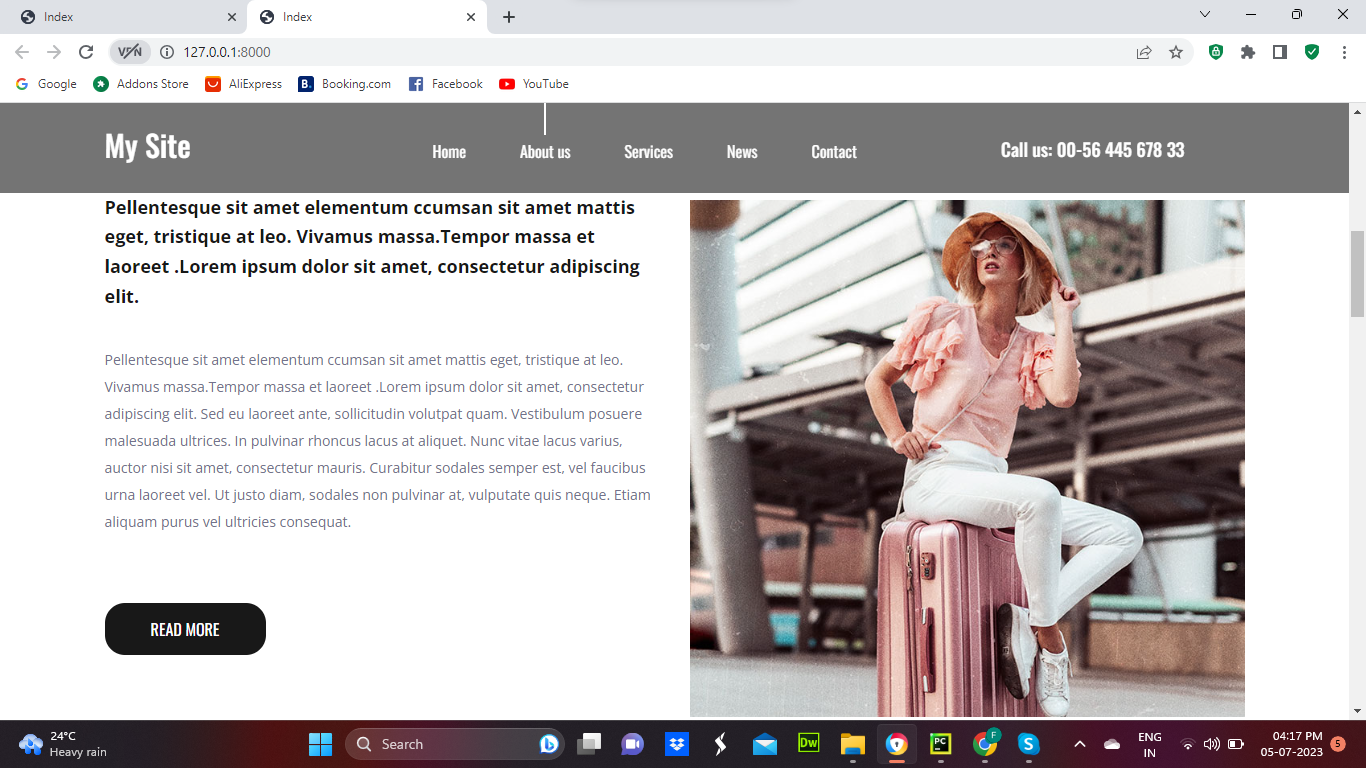 Index
Index
VPN
127.0.0.1:8000
Google
Addons Store
AliExpress
B.
Booking.com
Facebook
YouTube
My Site
Home
About us
Services
News
Contact
Call us: 00-56 445 678 33
Pellentesque sit amet elementum ccumsan sit amet mattis
eget, tristique at leo. Vivamus massa.Tempor massa et
laoreet .Lorem ipsum dolor sit amet, consectetur adipiscing
elit.
Pellentesque sit amet elementum ccumsan sit amet mattis eget, tristique at leo.
Vivamus massa.Tempor massa et laoreet .Lorem ipsum dolor sit amet, consectetur
adipiscing elit. Sed eu laoreet ante, sollicitudin volutpat quam. Vestibulum posuere
malesuada ultrices. In pulvinar rhoncus lacus at aliquet. Nunc vitae lacus varius,
auctor nisi sit amet, consectetur mauris. Curabitur sodales semper est, vel faucibus
urna laoreet vel. Ut justo diam, sodales non pulvinar at, vulputate quis neque. Etiam
aliquam purus vel ultricies consequat.
READ MORE
24°C
Heavy rain
Search
Dw
PC
F
S
ENG
IN
04:17 PM
05-07-2023
5